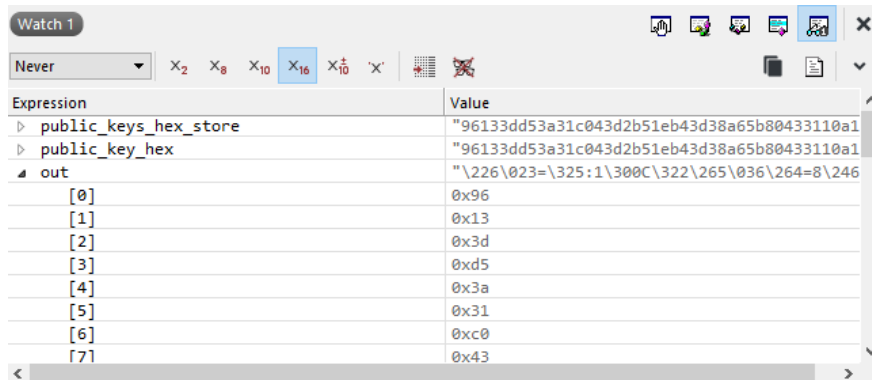 Watch 1
Never x2 x8 x10 x16 x±10 'x'
Expression Value
public_keys_hex_store "96133dd53a31c043d2b51eb43d38a65b80433110a1
public_key_hex "96133dd53a31c043d2b51eb43d38a65b80433110a1
out "\226\023=\325:1\300C\322\265\036\264=8\246
[0] 0x96
[1] 0x13
[2] 0x3d
[3] 0xd5
[4] 0x3a
[5] 0x31
[6] 0xc0
[7] 0x43